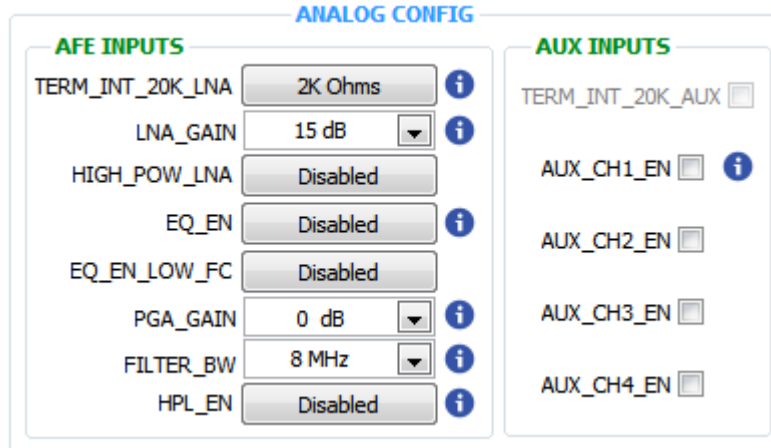 ANALOG CONFIG
AFE INPUTS
TERM_INT_20K_LNA 2K Ohms
LNA_GAIN 15 dB
HIGH_POW_LNA Disabled
EQ_EN Disabled
EQ_EN_LOW_FC Disabled
PGA_GAIN 0 dB
FILTER_BW 8 MHz
HPL_EN Disabled
AUX INPUTS
TERM_INT_20K_AUX
AUX_CH1_EN
AUX_CH2_EN
AUX_CH3_EN
AUX_CH4_EN